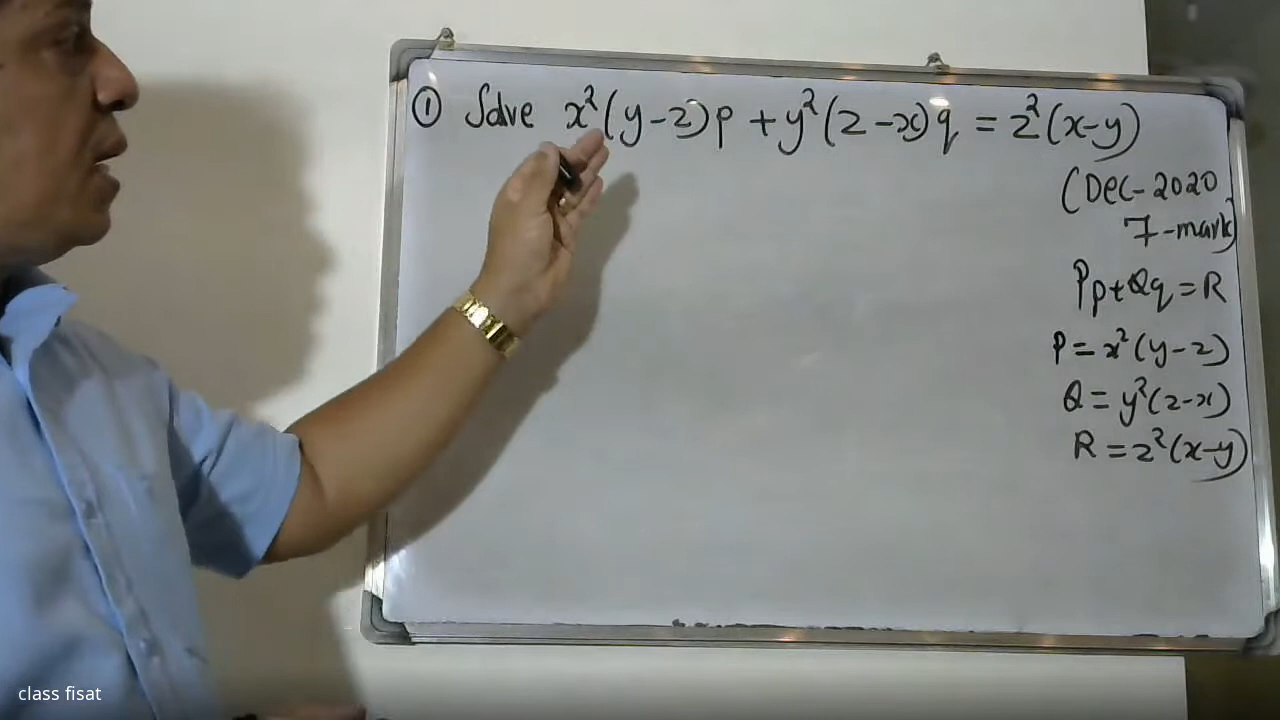 ① Solve x²(y-z)p + y²(z-x)q = z²(x-y)
(Dec-2020,
7-mark)
Pp+Qq=R
P=x²(y-z)
Q=y²(z-x)
R=z²(x-y)
class fisat